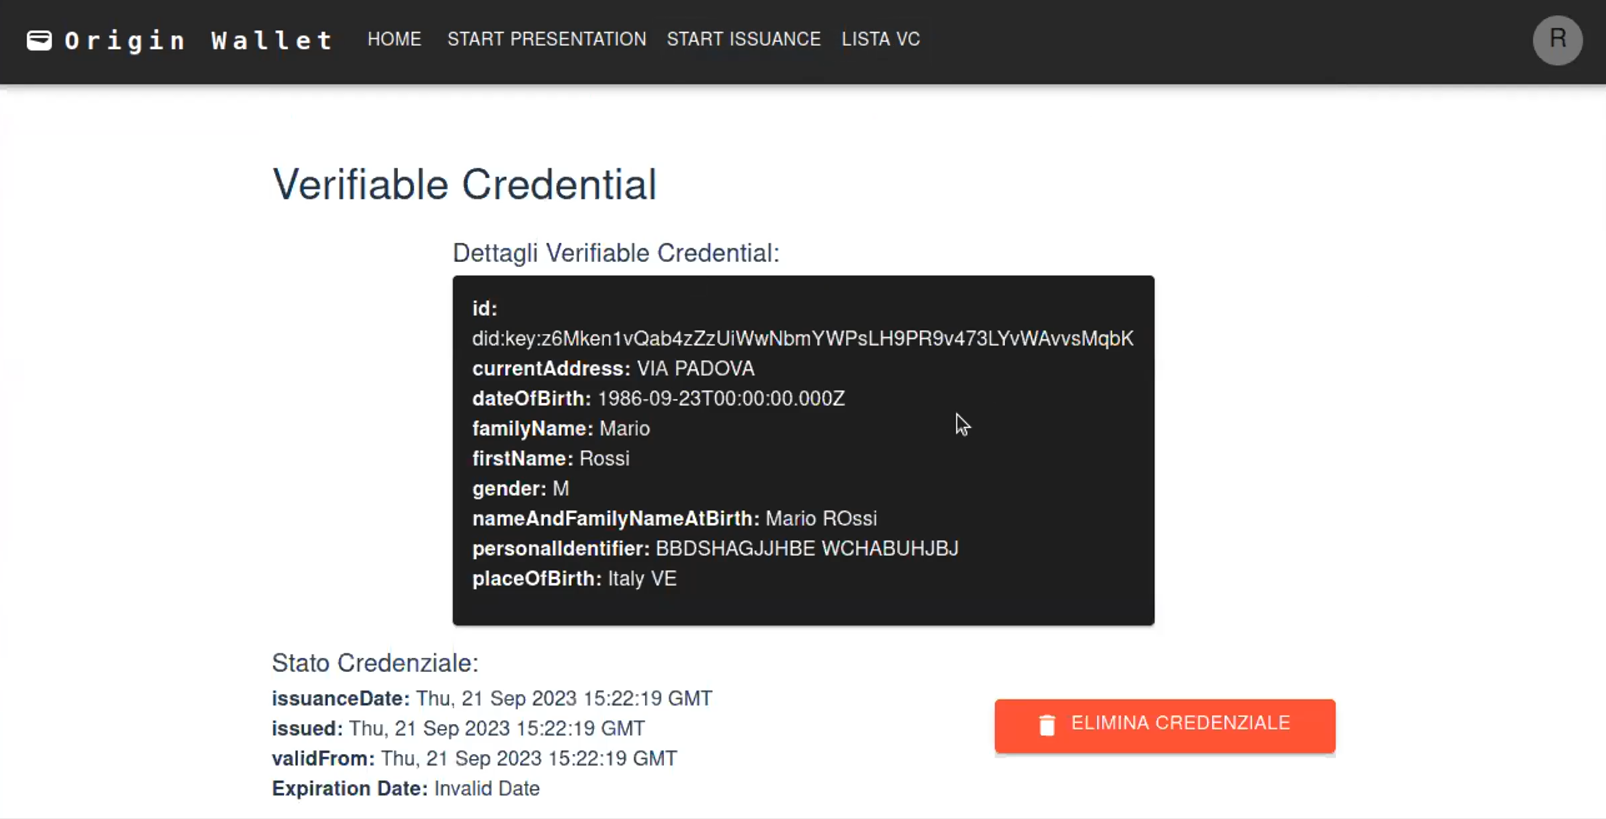 Origin Wallet HOME START PRESENTATION START ISSUANCE LISTA VC R
Verifiable Credential
Dettagli Verifiable Credential:
id:
did:key:z6Mken1vQab4zZzUiWwNbmYWPsLH9PR9v473LYvWAvvsMqbK
currentAddress: VIA PADOVA
dateOfBirth: 1986-09-23T00:00:00.000Z
familyName: Mario
firstName: Rossi
gender: M
nameAndFamilyNameAtBirth: Mario ROssi
personalIdentifier: BBDSHAGJJHBE WCHABUHJBJ
placeOfBirth: Italy VE
Stato Credenziale:
issuanceDate: Thu, 21 Sep 2023 15:22:19 GMT
issued: Thu, 21 Sep 2023 15:22:19 GMT
validFrom: Thu, 21 Sep 2023 15:22:19 GMT
Expiration Date: Invalid Date
ELIMINA CREDENZIALE